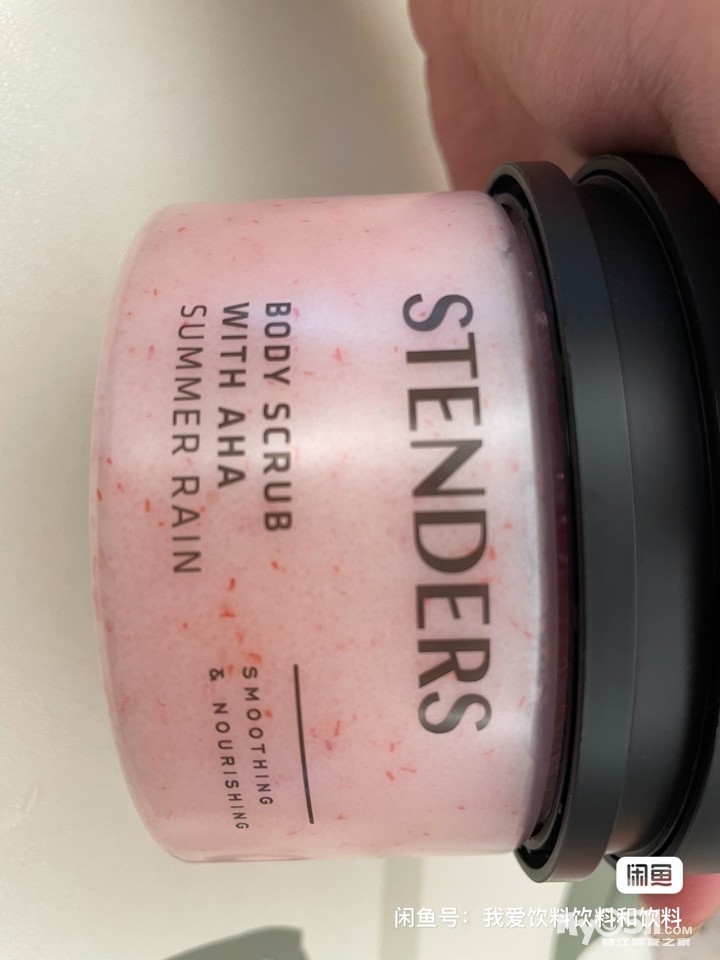 STENDERS
BODY SCRUB
WITH AHA
SUMMER RAIN
SMOOTHING
& NOURISHING
闲鱼
闲鱼号：我爱饮料饮料和饮料